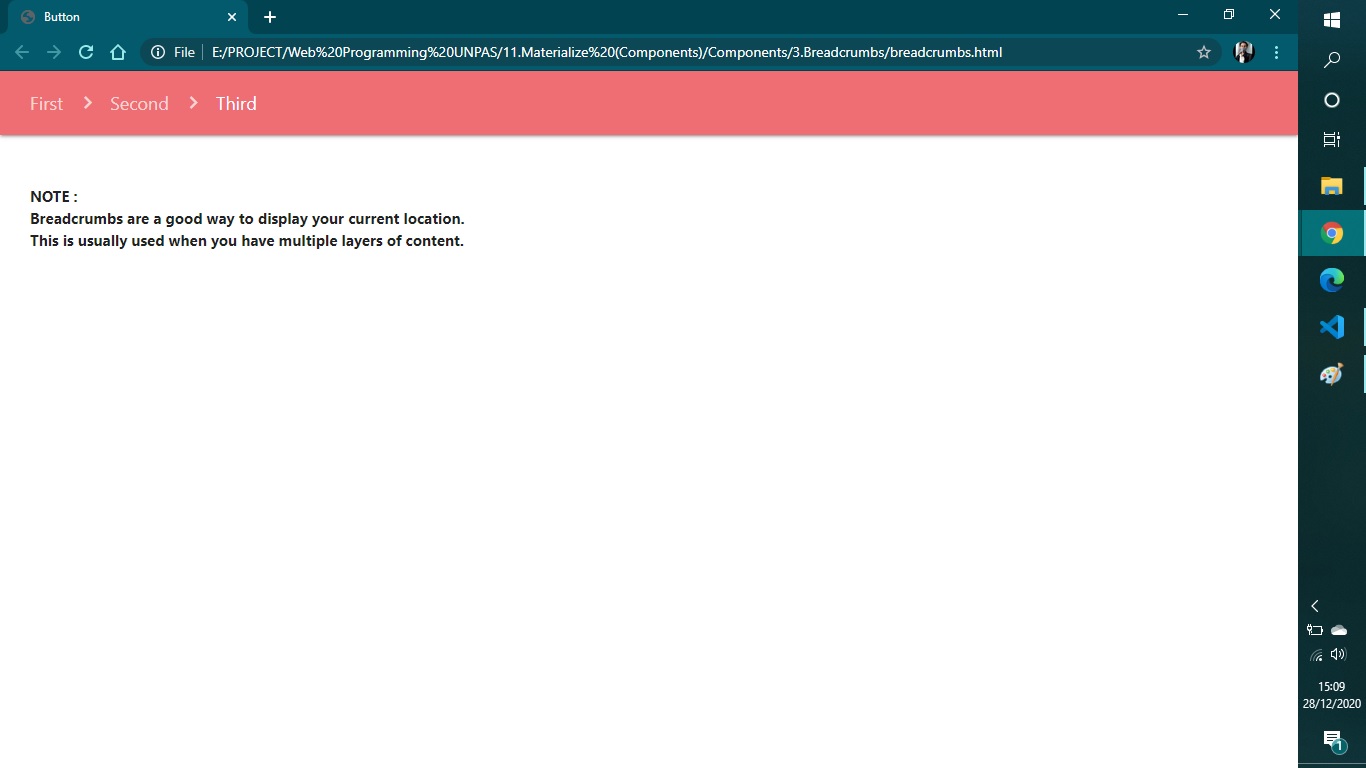 Button
File
E:/PROJECT/Web%20Programming%20UNPAS/11.Materialize%20(Components)/Components/3.Breadcrumbs/breadcrumbs.html
First Second Third
NOTE :
Breadcrumbs are a good way to display your current location.
This is usually used when you have multiple layers of content.
15:09
28/12/2020
1